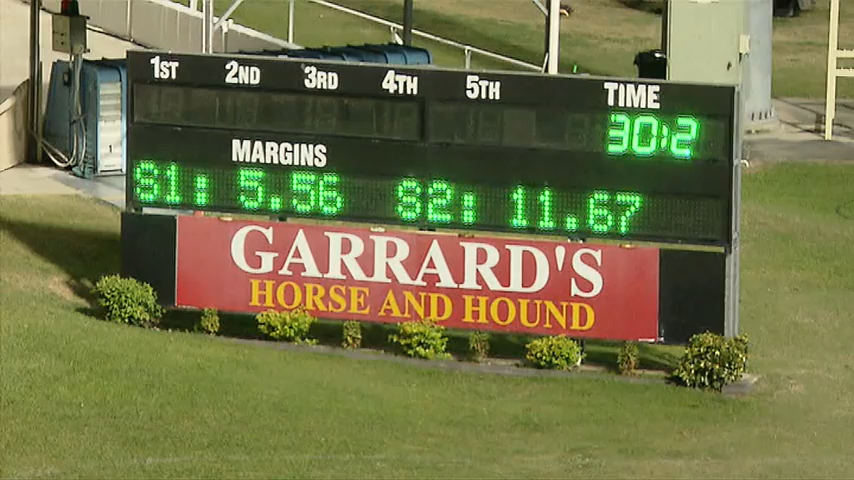 1ST 2ND 3RD 4TH 5TH TIME
30:2
MARGINS
S1: 5.56 S2: 11.67
GARRARD'S
HORSE AND HOUND